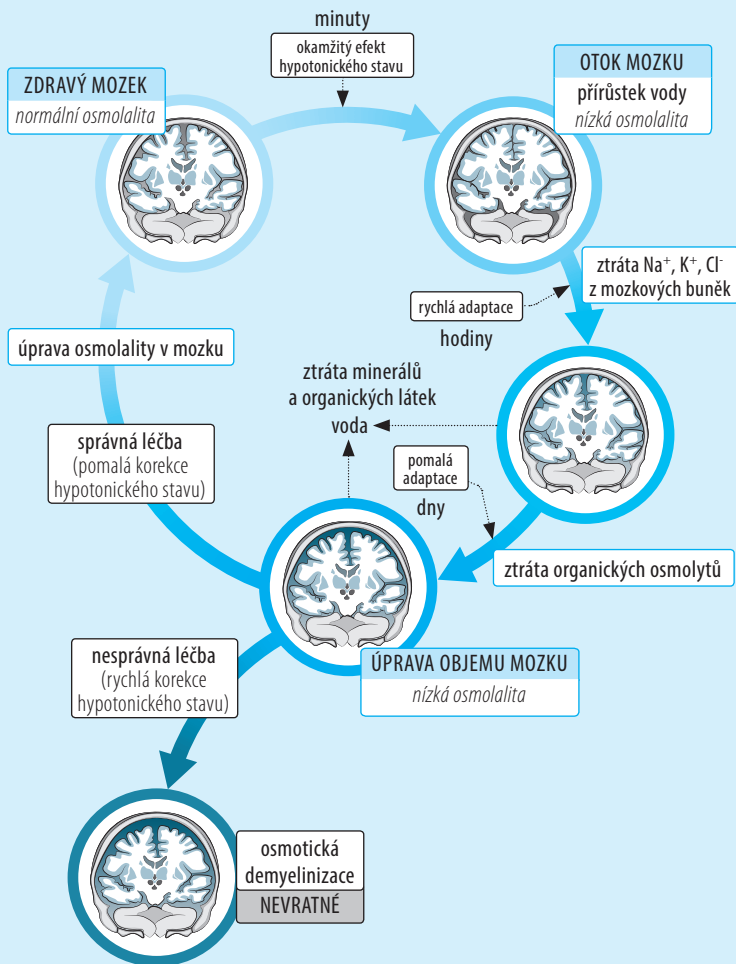 minuty
okamžitý efekt
hypotonického stavu
ZDRAVÝ MOZEK
normální osmolalita
OTOK MOZKU
přírůstek vody
nízká osmolalita
ztráta Na⁺, K⁺, Cl⁻
z mozkových buněk
rychlá adaptace
hodiny
úprava osmolality v mozku
ztráta minerálů
a organických látek
voda
správná léčba
(pomalá korekce
hypotonického stavu)
pomalá
adaptace
dny
ztráta organických osmolytů
nesprávná léčba
(rychlá korekce
hypotonického stavu)
ÚPRAVA OBJEMU MOZKU
nízká osmolalita
osmotická
demyelinizace
NEVRATNÉ